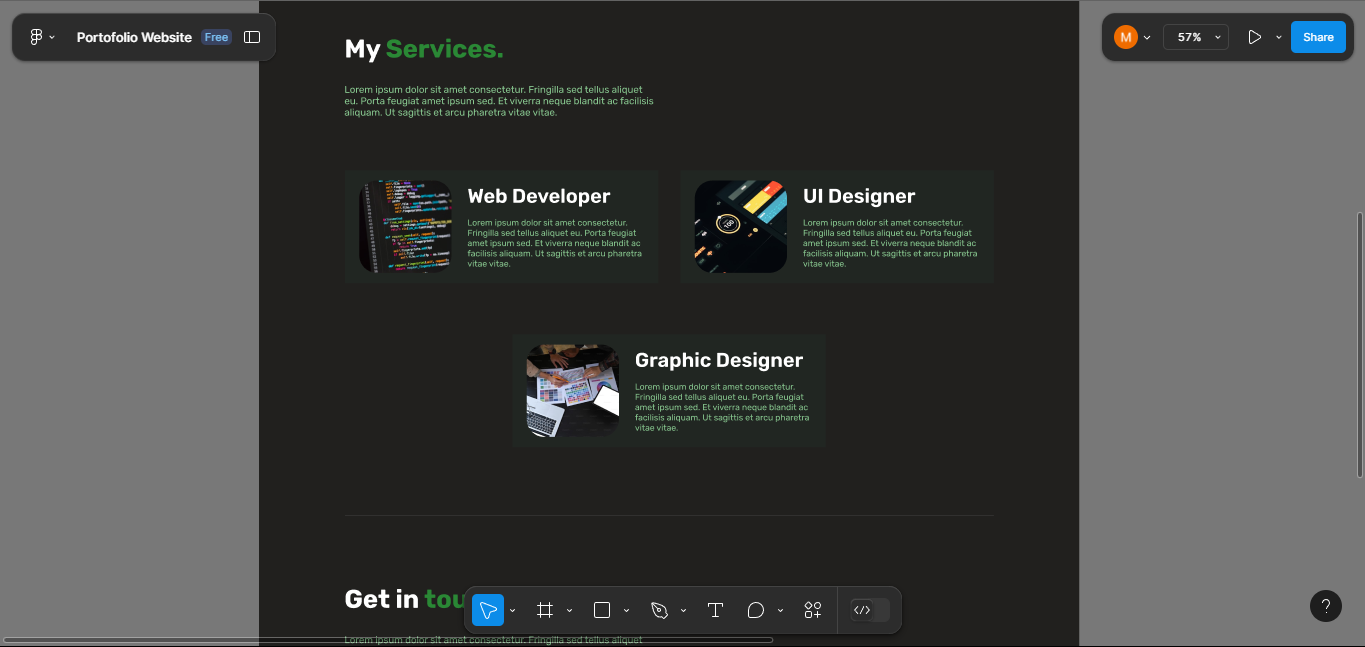 Portofolio Website Free
M 57% Share
My Services.
Lorem ipsum dolor sit amet consectetur. Fringilla sed tellus aliquet
eu. Porta feugiat amet ipsum sed. Et viverra neque blandit ac facilisis
aliquam. Ut sagittis et arcu pharetra vitae vitae.
Web Developer
Lorem ipsum dolor sit amet consectetur.
Fringilla sed tellus aliquet eu. Porta feugiat
amet ipsum sed. Et viverra neque blandit ac
facilisis aliquam. Ut sagittis et arcu pharetra
vitae vitae.
UI Designer
Lorem ipsum dolor sit amet consectetur.
Fringilla sed tellus aliquet eu. Porta feugiat
amet ipsum sed. Et viverra neque blandit ac
facilisis aliquam. Ut sagittis et arcu pharetra
vitae vitae.
Graphic Designer
Lorem ipsum dolor sit amet consectetur.
Fringilla sed tellus aliquet eu. Porta feugiat
amet ipsum sed. Et viverra neque blandit ac
facilisis aliquam. Ut sagittis et arcu pharetra
vitae vitae.
Get in tou
Lorem ipsum dolor sit amet consectetur. Fringilla sed tellus aliquet